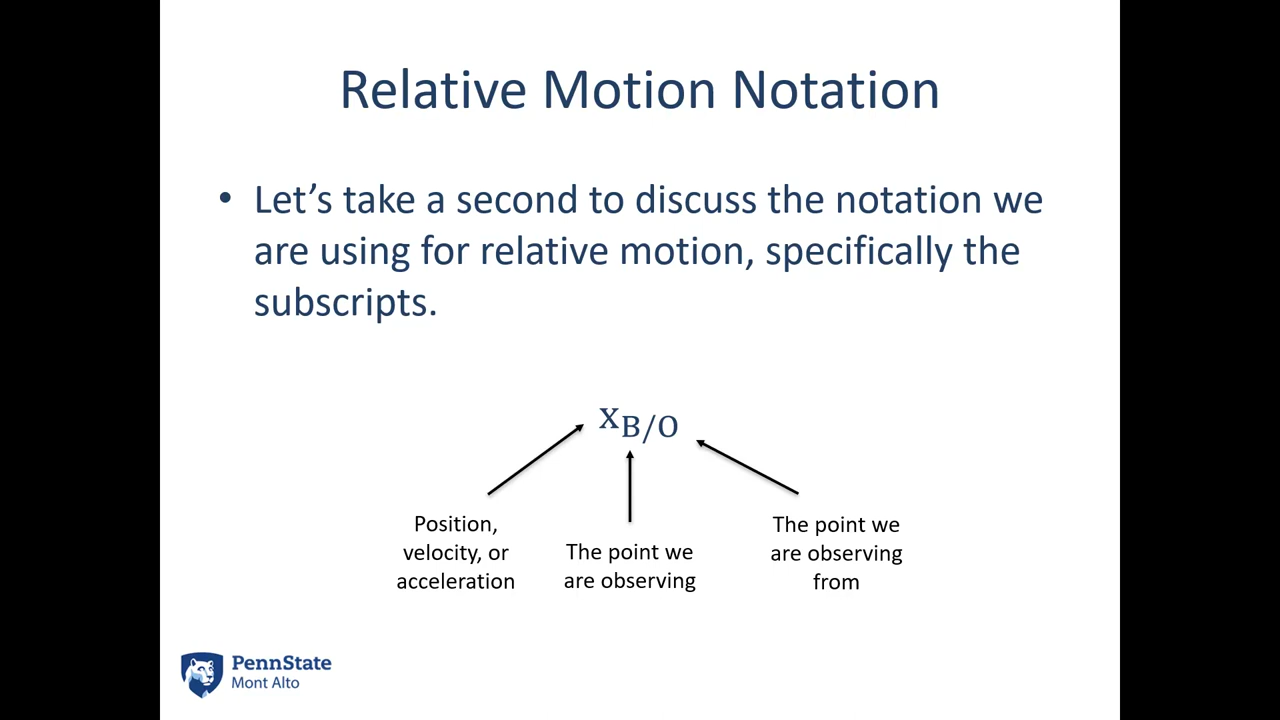 Relative Motion Notation
• Let’s take a second to discuss the notation we
are using for relative motion, specifically the
subscripts.
x_B/O
Position,
velocity, or
acceleration
The point we
are observing
The point we
are observing
from
PennState
Mont Alto